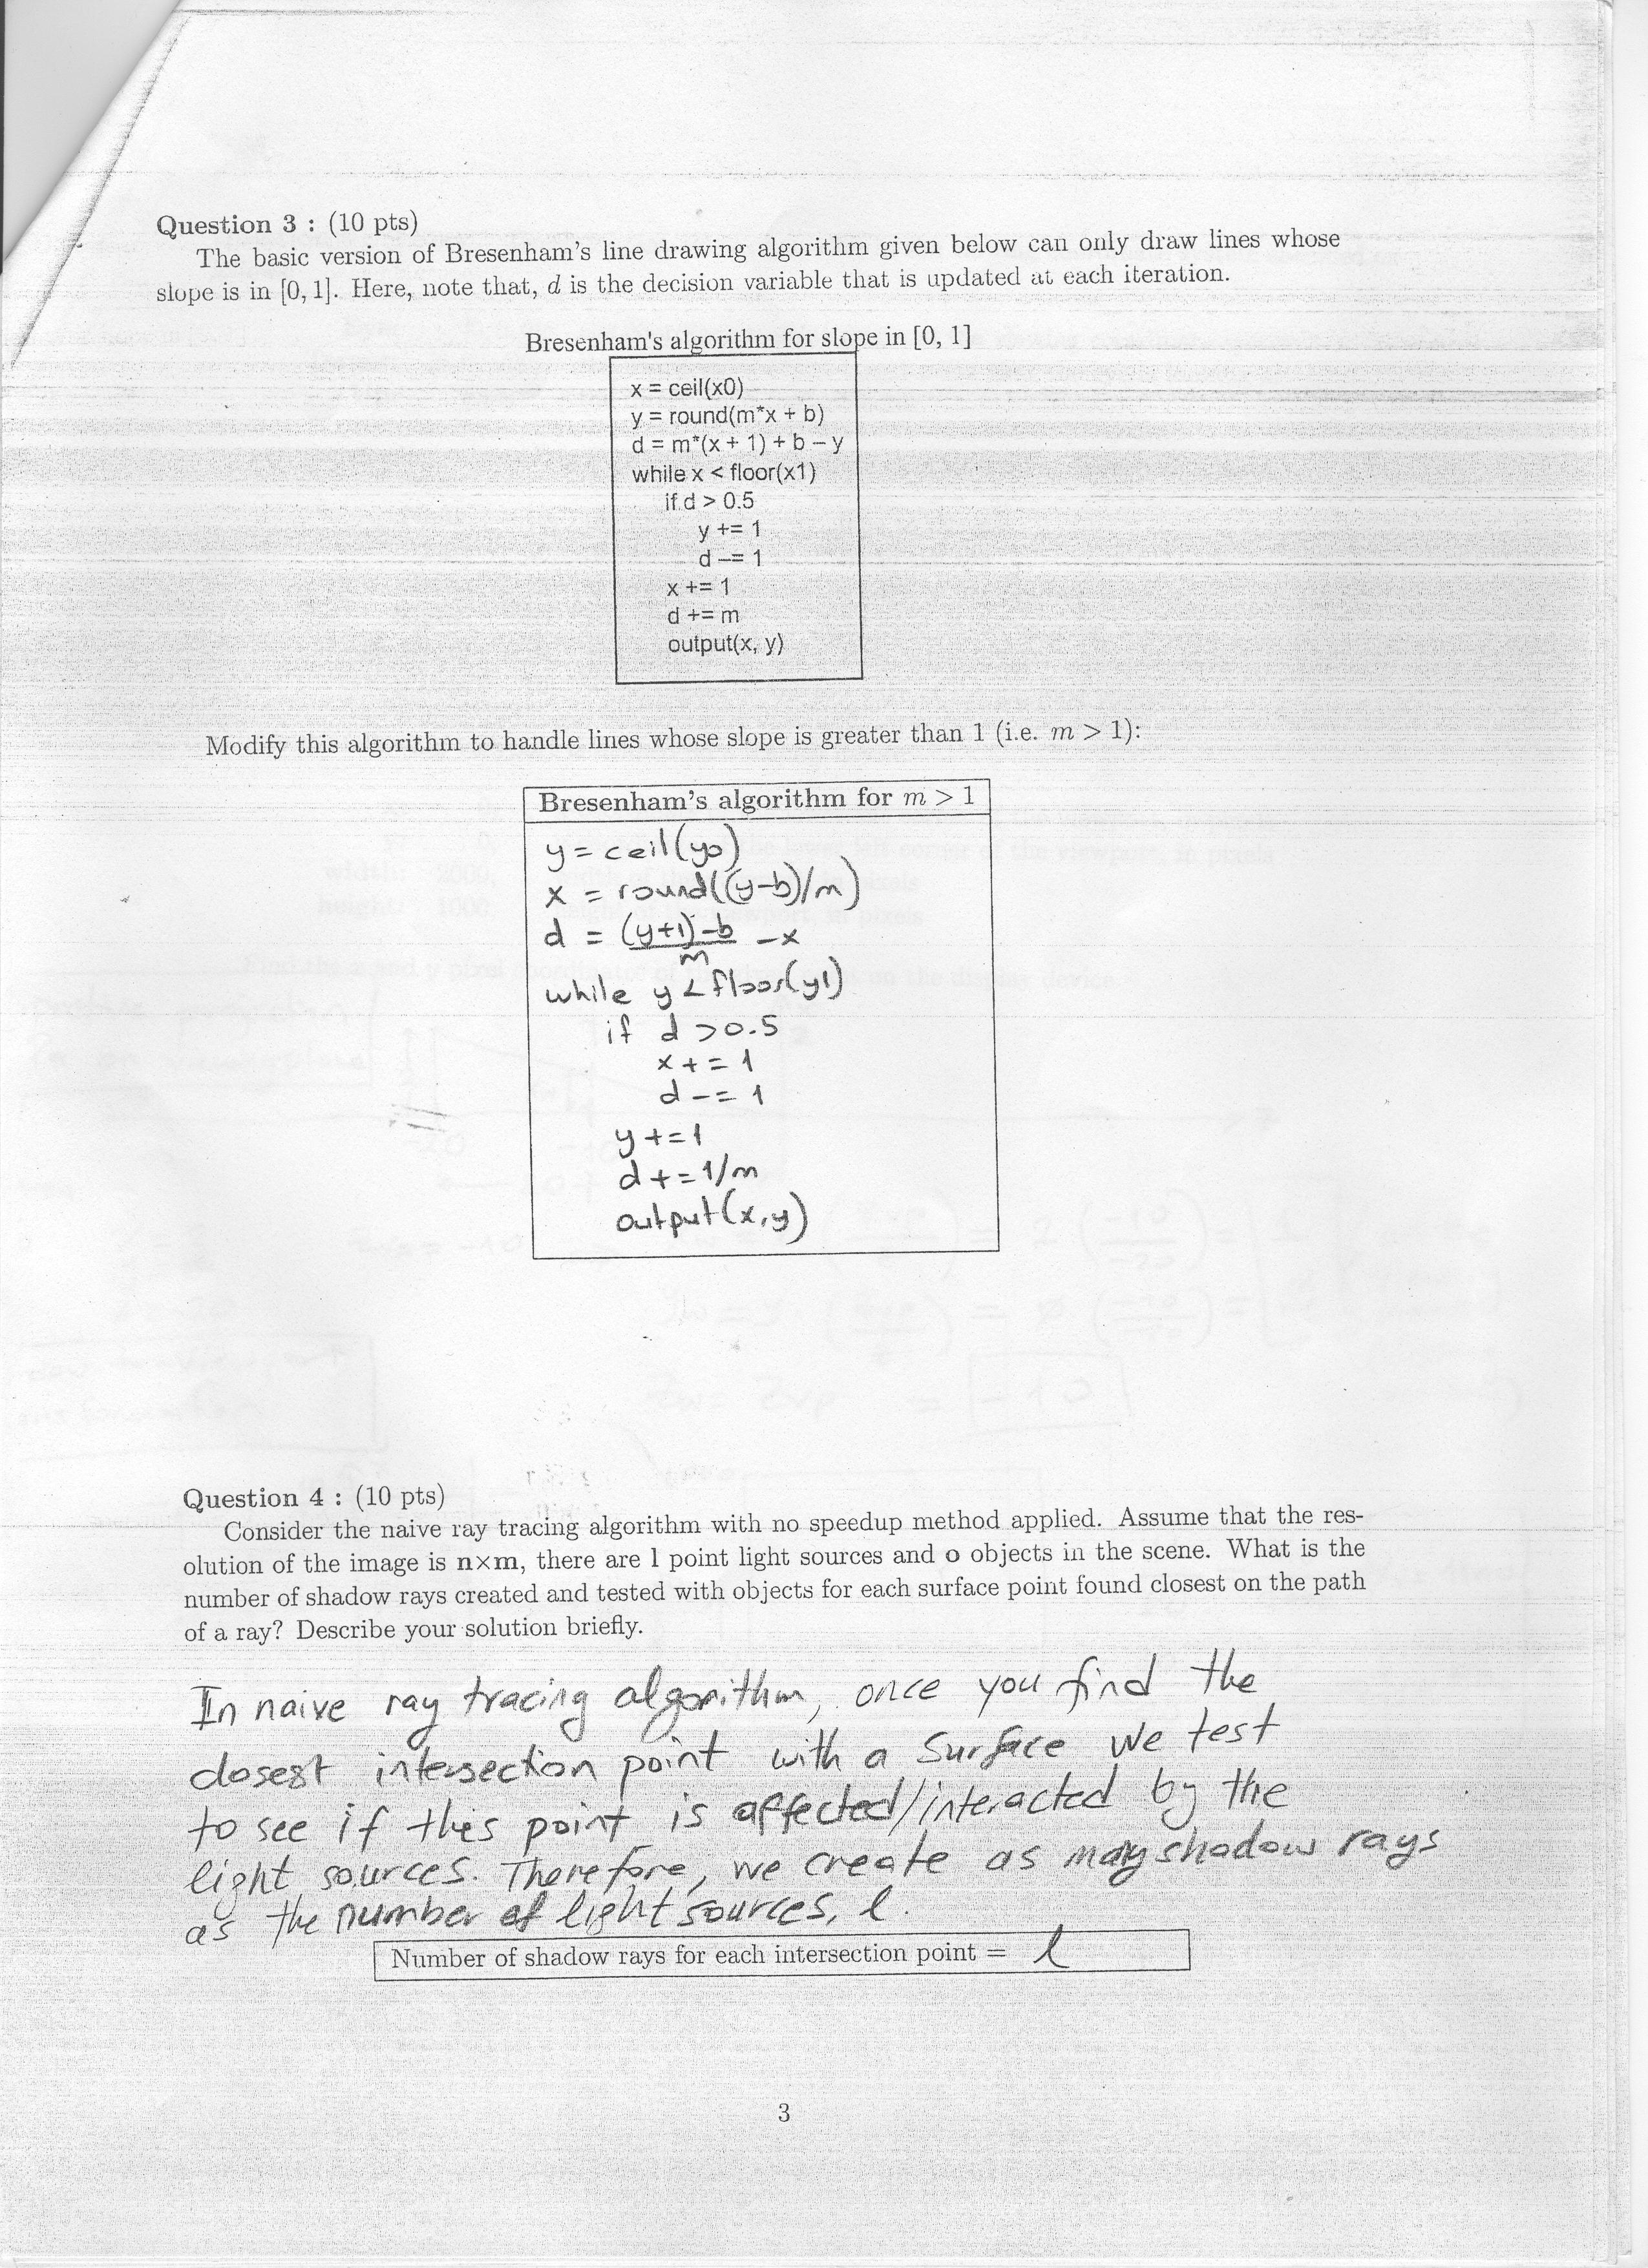 Question 3 : (10 pts)
The basic version of Bresenham's line drawing algorithm given below can only draw lines whose
slope is in [0, 1]. Here, note that, d is the decision variable that is updated at each iteration.
Bresenham's algorithm for slope in [0, 1]
x = ceil(x0)
y = round(m*x + b)
d = m*(x + 1) + b – y
while x < floor(x1)
if d > 0.5
y += 1
d –= 1
x += 1
d += m
output(x, y)
Modify this algorithm to handle lines whose slope is greater than 1 (i.e. m > 1):
Bresenham's algorithm for m > 1
y = ceil(y0)
x = round((y-b)/m)
d = (y+1)-b -x
m
while y < floor(y1)
if d >0.5
x += 1
d -= 1
y +=1
d += 1/m
output(x,y)
Question 4 : (10 pts)
Consider the naive ray tracing algorithm with no speedup method applied. Assume that the res-
olution of the image is n×m, there are l point light sources and o objects in the scene. What is the
number of shadow rays created and tested with objects for each surface point found closest on the path
of a ray? Describe your solution briefly.
In naive ray tracing algorithm, once you find the
closest intersection point with a surface we test
to see if this point is affected/interacted by the
light sources. Therefore, we create as may shadow rays
as the number of light sources, l.
Number of shadow rays for each intersection point = l
3